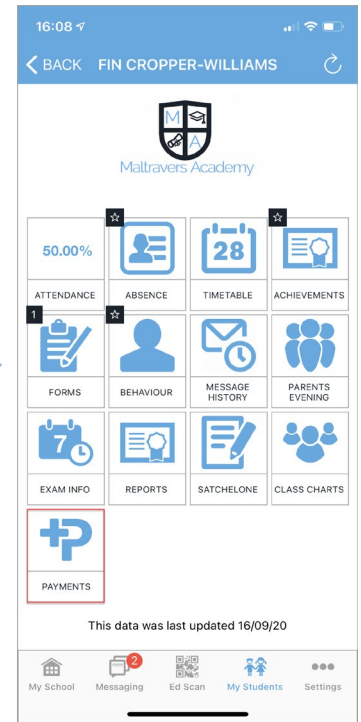 16:08
BACK FIN CROPPER-WILLIAMS
M
A
Maltravers Academy
50.00%
28
ATTENDANCE ABSENCE TIMETABLE ACHIEVEMENTS
1
FORMS BEHAVIOUR MESSAGE HISTORY PARENTS EVENING
7
EXAM INFO REPORTS SATCHELONE CLASS CHARTS
+P
PAYMENTS
This data was last updated 16/09/20
2
My School Messaging Ed Scan My Students Settings